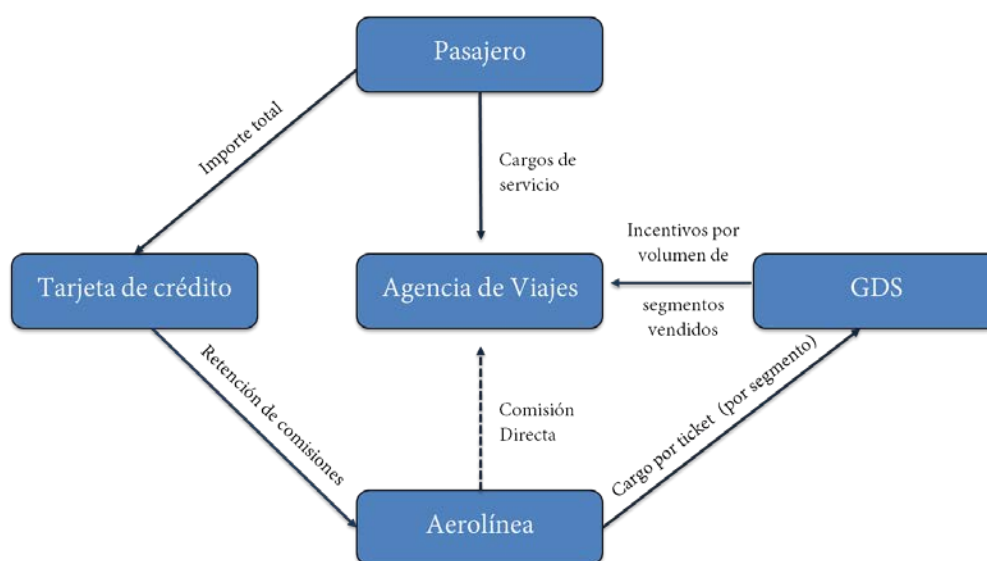 Pasajero
Importe total
Cargos de
servicio
Incentivos por
volumen de
Tarjeta de crédito
Agencia de Viajes
GDS
segmentos
vendidos
Retención de comisiones
Comisión
Directa
Cargo por ticket (por segmento)
Aerolínea